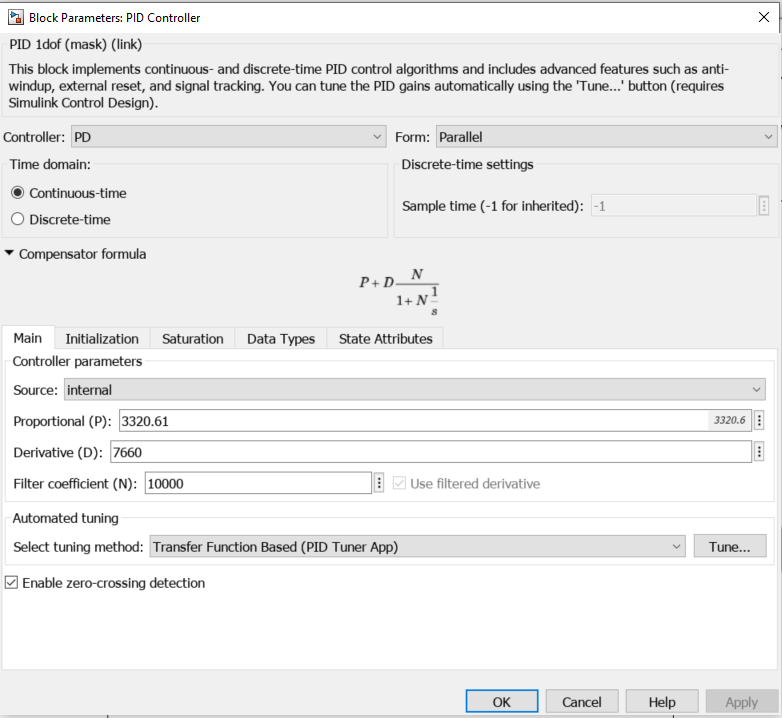 Block Parameters: PID Controller
PID 1dof (mask) (link)
This block implements continuous- and discrete-time PID control algorithms and includes advanced features such as anti-
windup, external reset, and signal tracking. You can tune the PID gains automatically using the 'Tune...' button (requires
Simulink Control Design).
Controller: PD Form: Parallel
Time domain: Discrete-time settings
Continuous-time
Sample time (-1 for inherited): -1
Discrete-time
Compensator formula
P + D N / (1 + N 1/s)
Main Initialization Saturation Data Types State Attributes
Controller parameters
Source: internal
Proportional (P): 3320.61 3320.6
Derivative (D): 7660
Filter coefficient (N): 10000 Use filtered derivative
Automated tuning
Select tuning method: Transfer Function Based (PID Tuner App) Tune...
Enable zero-crossing detection
OK Cancel Help Apply